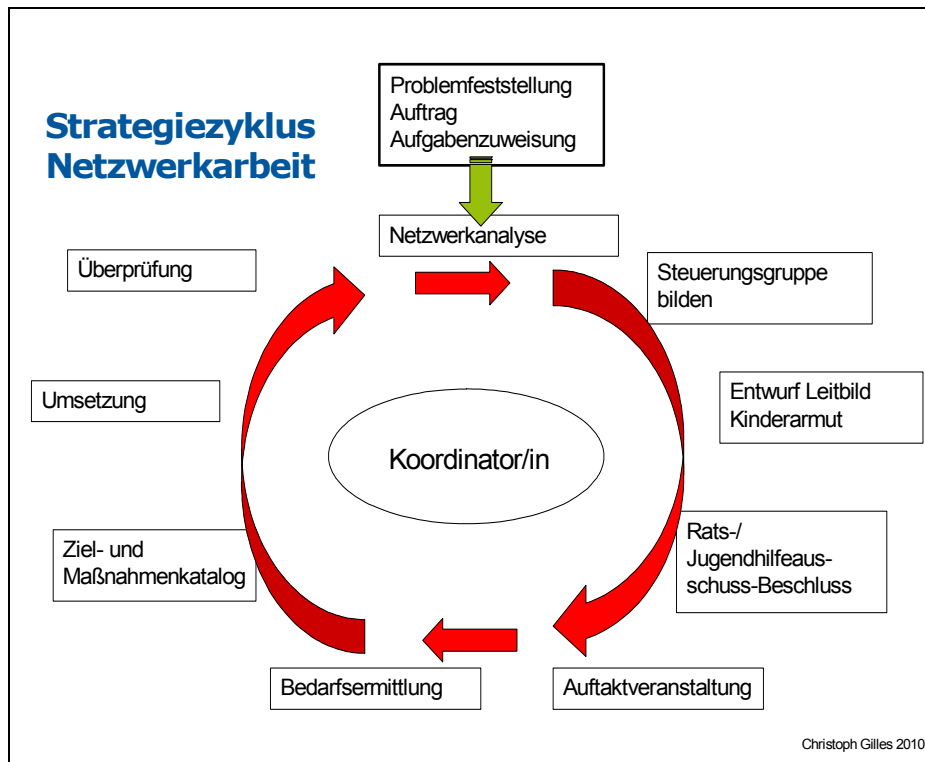 Strategiezyklus
Netzwerkarbeit
Problemfeststellung
Auftrag
Aufgabenzuweisung
Netzwerkanalyse
Steuerungsgruppe
bilden
Entwurf Leitbild
Kinderarmut
Rats-/
Jugendhilfeaus-
schuss-Beschluss
Auftaktveranstaltung
Bedarfsermittlung
Ziel- und
Maßnahmenkatalog
Umsetzung
Überprüfung
Koordinator/in
Christoph Gilles 2010